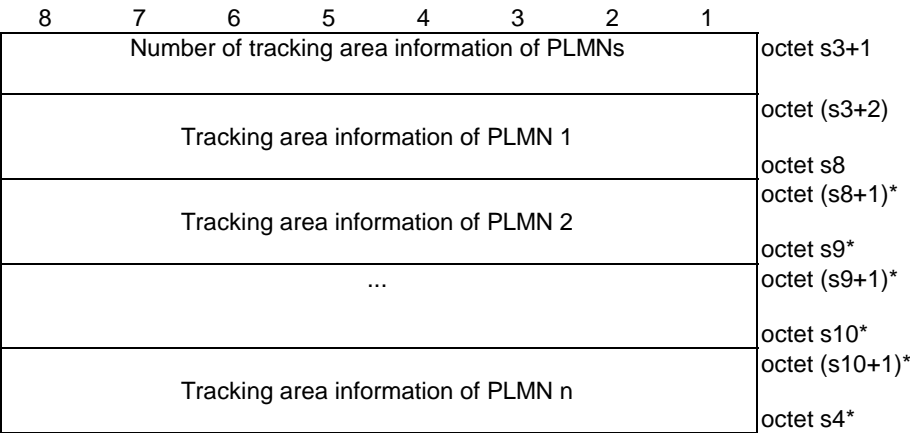 8 7 6 5 4 3 2 1
Number of tracking area information of PLMNs octet s3+1
octet (s3+2)
Tracking area information of PLMN 1
octet s8
octet (s8+1)*
Tracking area information of PLMN 2
octet s9*
... octet (s9+1)*
octet s10*
octet (s10+1)*
Tracking area information of PLMN n
octet s4*